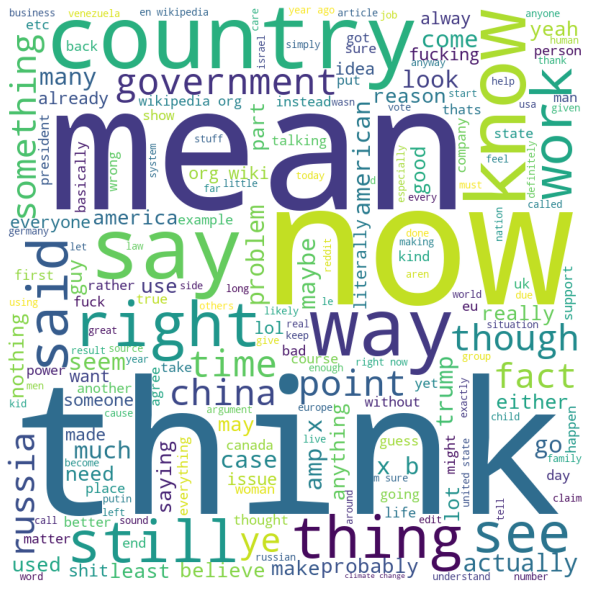 business
venezuela
year ago
article
job
anyone
en wikipedia
country
etc
back
israel
care
simply
got
sure
alway
yeah
usa
human
thank
something
government
come
fucking
anyway
person
many
idea
put
look
vote
help
start
given
already
wikipedia org
instead
reason
thats
man
know
work
president
show
wasn
mean
stuff
talking
part
american
state
feel
basically
wrong
org wiki
system
far
little
today
d
especially
every
good
company
must
definitely
called
everyone
america
example
problem
literally
done
making
aren
reddit
kind
nation
germany
let
law
say
now
maybe
uk
support
first
guy
rather
use
side
long
said
using
fuck
true
others
likely
le
world
due
eu
really
situation
nothing
great
right
lol
real
keep
way
though
power
result
source
year
give
bad
enough
right now
group
men
seem
time
course
want
take
yet
fact
kid
another
agree
china
point
without
trump
either
exactly
someone
cause
argument
europe
child
made
may
canada
live
think
russia
much
case
amp x
anything
x b
guess
might
go
happen
need
saying
issue
everything
m sure
lot
united state
family
become
place
woman
going
day
putin
left
thought
life
around
claim
matter
call
better
sound
still
ye
thing
edit
see
tell
used
end
russian
shit
least
believe
make
probably
actually
word
climate change
understand
number